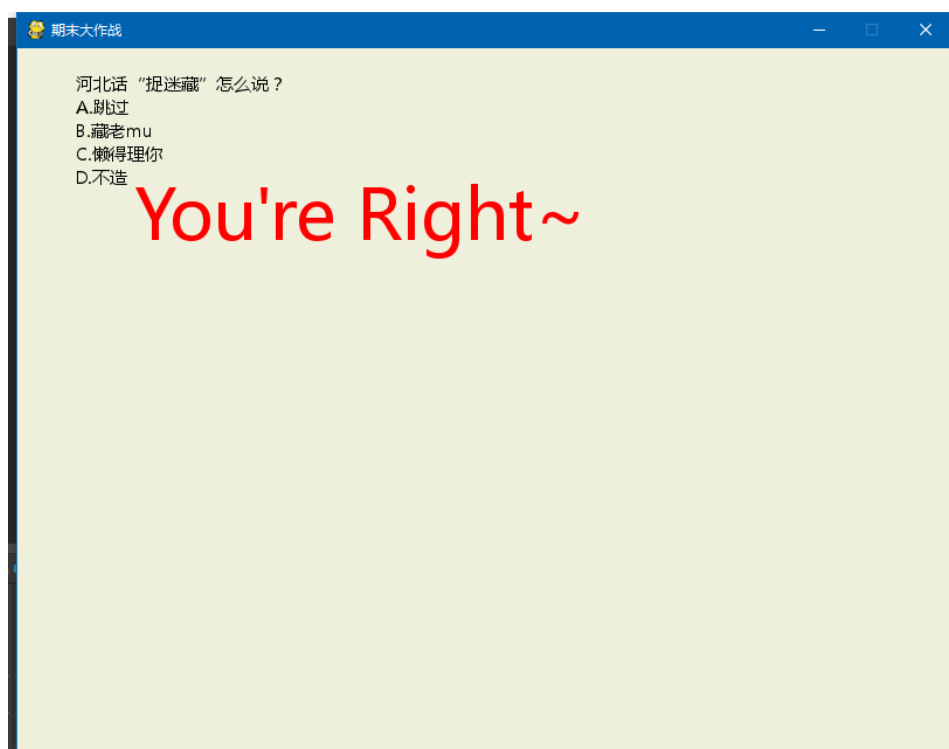 期末大作战
河北话“捉迷藏”怎么说？
A.跳过
B.藏老mu
C.懒得理你
D.不造
You're Right~